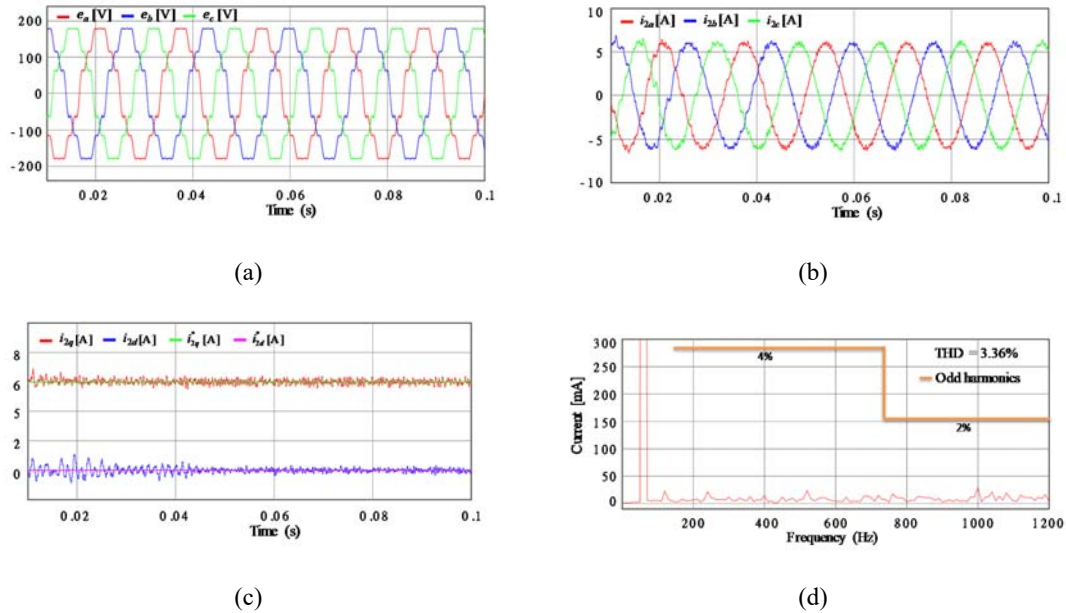 e_a [V] e_b [V] e_c [V]
200
100
0
-100
-200
0.02 0.04 0.06 0.08 0.1
Time (s)
(a)
i_2a [A] i_2b [A] i_2c [A]
10
5
0
-5
-10
0.02 0.04 0.06 0.08 0.1
Time (s)
(b)
i_2q [A] i_2d [A] i*_2q [A] i*_2d [A]
8
6
5
2
0
0.02 0.04 0.06 0.08 0.1
Time (s)
(c)
300
250
200
150
100
50
0
Current [mA]
4%
THD = 3.36%
Odd harmonics
2%
200 400 600 800 1000 1200
Frequency (Hz)
(d)